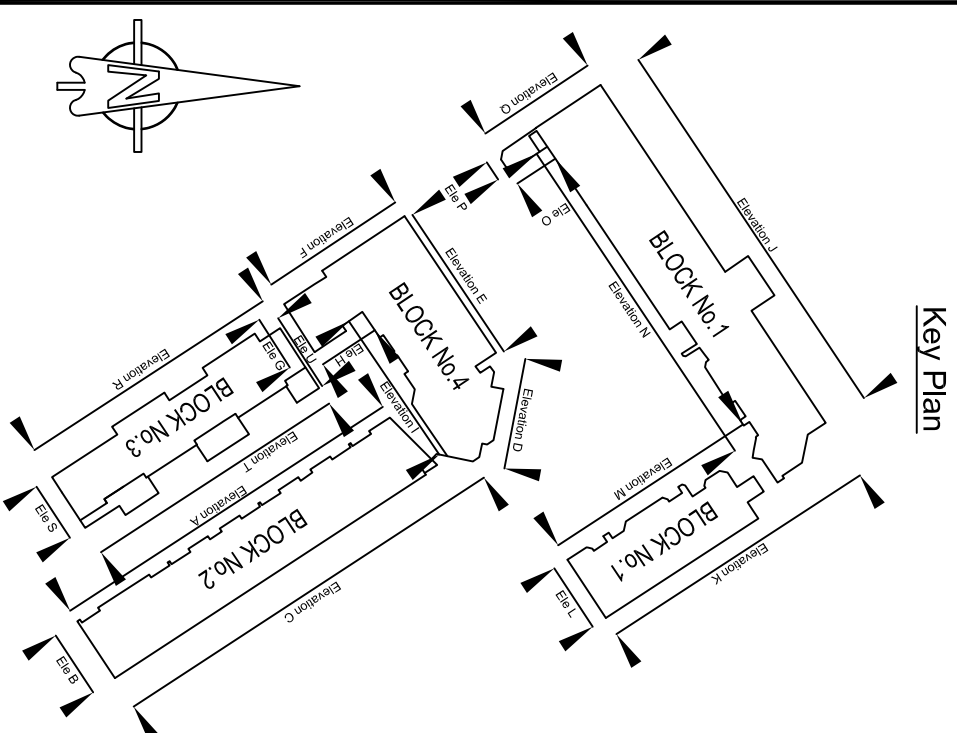 Key Plan
N
Elevation Q
Elevation J
Ele P
Ele O
BLOCK No.1
Elevation F
Elevation E
Elevation N
BLOCK No.4
Elevation R
Ele G
Ele U
Ele H
Elevation I
Elevation D
BLOCK No.3
Elevation T
Elevation M
Ele S
Elevation A
BLOCK No.2
BLOCK No.1
Elevation K
Elevation C
Ele L
Ele B